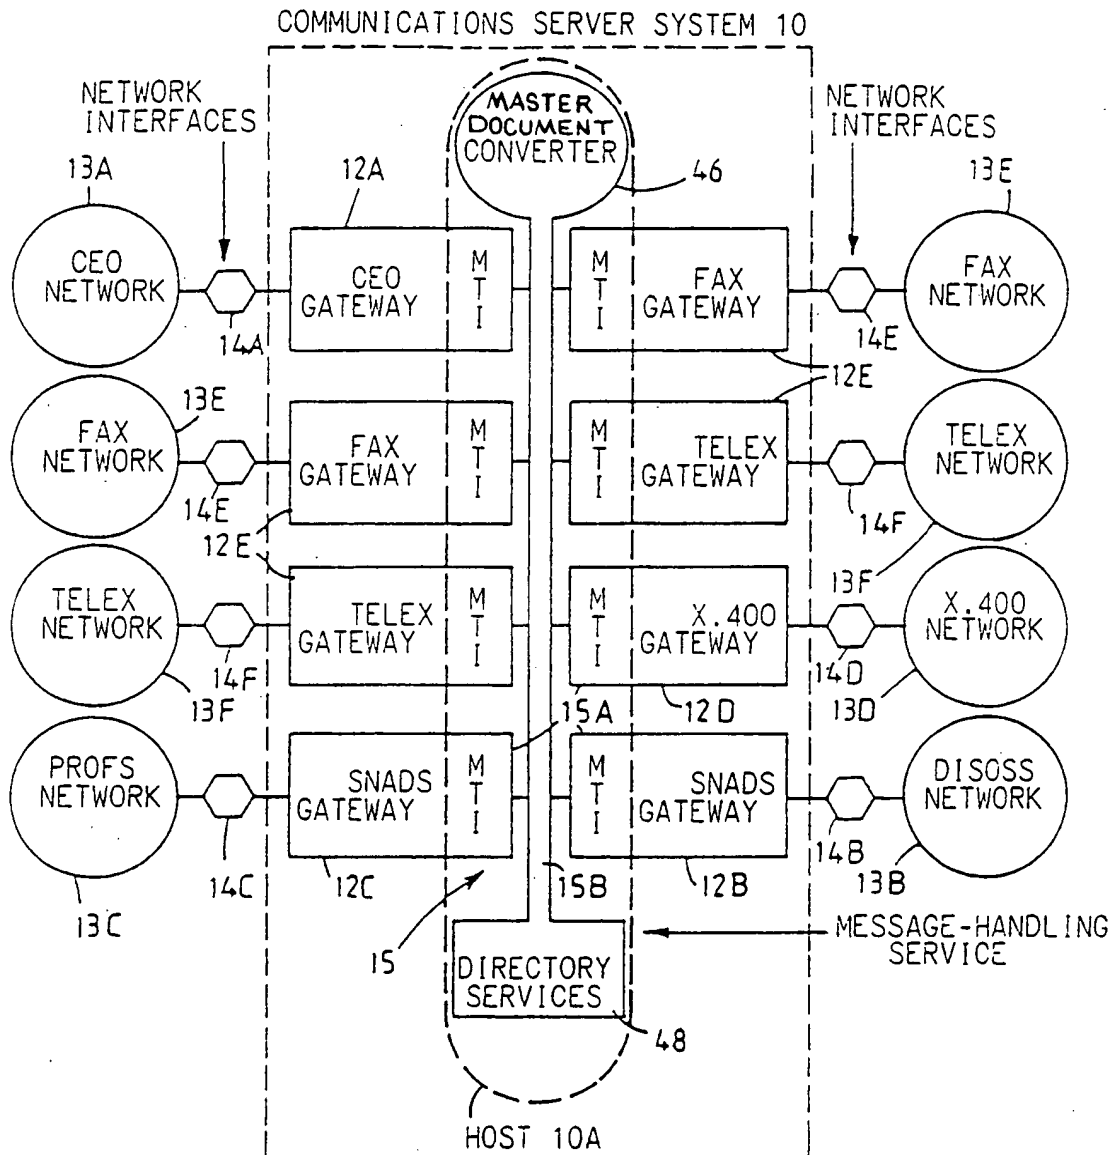 COMMUNICATIONS SERVER SYSTEM 10
NETWORK
INTERFACES
MASTER
DOCUMENT
CONVERTER
NETWORK
INTERFACES
13A
12A
46
13E
CEO
NETWORK
CEO
GATEWAY
M
T
I
M
T
I
FAX
GATEWAY
FAX
NETWORK
14A
14E
12E
13E
FAX
NETWORK
FAX
GATEWAY
M
T
I
M
T
I
TELEX
GATEWAY
TELEX
NETWORK
14E
14F
12E
13F
TELEX
NETWORK
TELEX
GATEWAY
M
T
I
M
T
I
X.400
GATEWAY
X.400
NETWORK
14F
14D
13F
15A
12D
13D
PROFS
NETWORK
SNADS
GATEWAY
M
T
I
M
T
I
SNADS
GATEWAY
DISOSS
NETWORK
14C
12C
15B
12B
14B
13B
13C
15
MESSAGE-HANDLING
SERVICE
DIRECTORY
SERVICES
48
HOST 10A